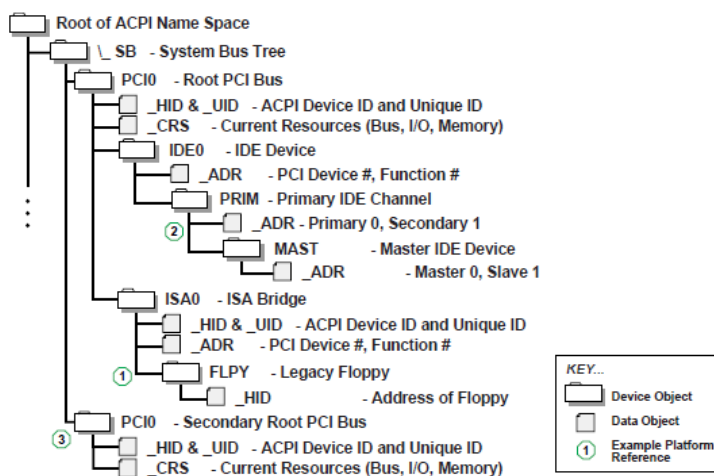 Root of ACPI Name Space
\_ SB - System Bus Tree
PCI0 - Root PCI Bus
_HID & _UID - ACPI Device ID and Unique ID
_CRS - Current Resources (Bus, I/O, Memory)
IDE0 - IDE Device
_ADR - PCI Device #, Function #
PRIM - Primary IDE Channel
_ADR - Primary 0, Secondary 1
2
MAST - Master IDE Device
_ADR - Master 0, Slave 1
ISA0 - ISA Bridge
_HID & _UID - ACPI Device ID and Unique ID
_ADR - PCI Device #, Function #
1
FLPY - Legacy Floppy
_HID - Address of Floppy
PCI0 - Secondary Root PCI Bus
3
_HID & _UID - ACPI Device ID and Unique ID
_CRS - Current Resources (Bus, I/O, Memory)
KEY...
Device Object
Data Object
1 Example Platform
Reference